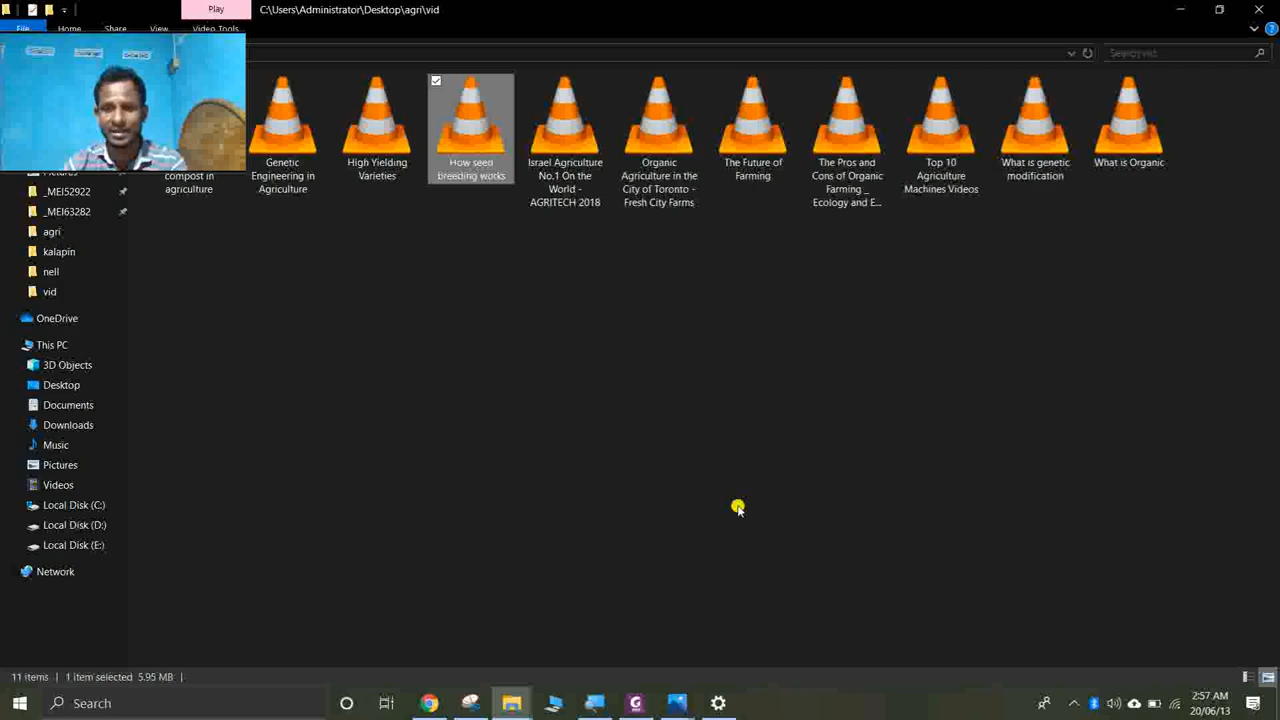 Play
C:\Users\Administrator\Desktop\agri\vid
File
Home
Share
View
Video Tools
compost in
agriculture
Genetic
Engineering in
Agriculture
High Yielding
Varieties
How seed
breeding works
Israel Agriculture
No.1 On the
World -
AGRITECH 2018
Organic
Agriculture in the
City of Toronto -
Fresh City Farms
The Future of
Farming
The Pros and
Cons of Organic
Farming _
Ecology and E...
Top 10
Agriculture
Machines Videos
What is genetic
modification
What is Organic
Search vid
Pictures
_MEI52922
_MEI63282
agri
kalapin
nell
vid
OneDrive
This PC
3D Objects
Desktop
Documents
Downloads
Music
Pictures
Videos
Local Disk (C:)
Local Disk (D:)
Local Disk (E:)
Network
11 items
1 item selected 5.95 MB
Search
2:57 AM
20/06/13